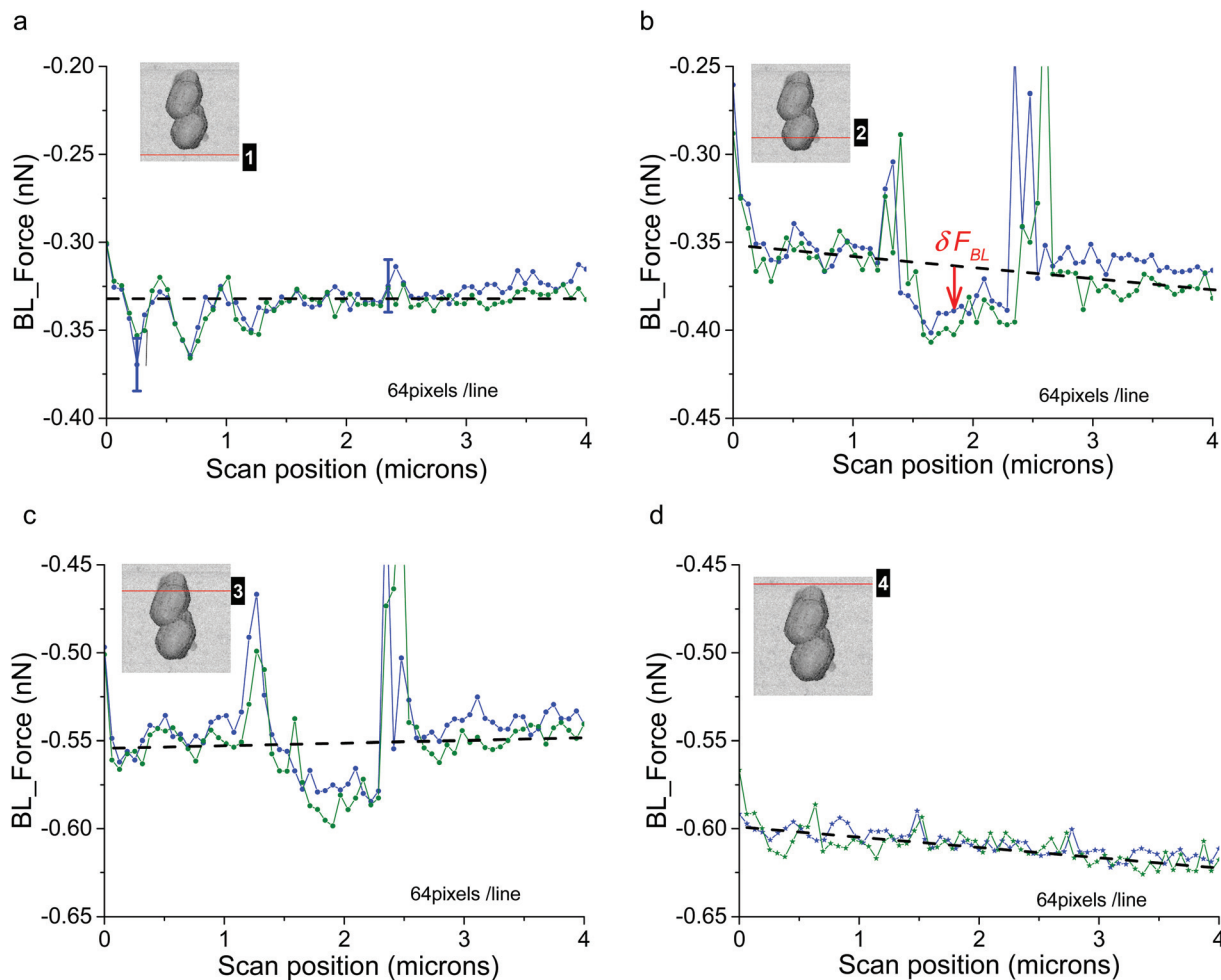 a
-0.20
-0.25
-0.30
-0.35
-0.40
BL_Force (nN)
1
64pixels /line
0 1 2 3 4
Scan position (microns)
b
-0.25
-0.30
-0.35
-0.40
-0.45
BL_Force (nN)
2
δF_BL
64pixels /line
0 1 2 3 4
Scan position (microns)
c
-0.45
-0.50
-0.55
-0.60
-0.65
BL_Force (nN)
3
64pixels /line
0 1 2 3 4
Scan position (microns)
d
-0.45
-0.50
-0.55
-0.60
-0.65
BL_Force (nN)
4
64pixels /line
0 1 2 3 4
Scan position (microns)